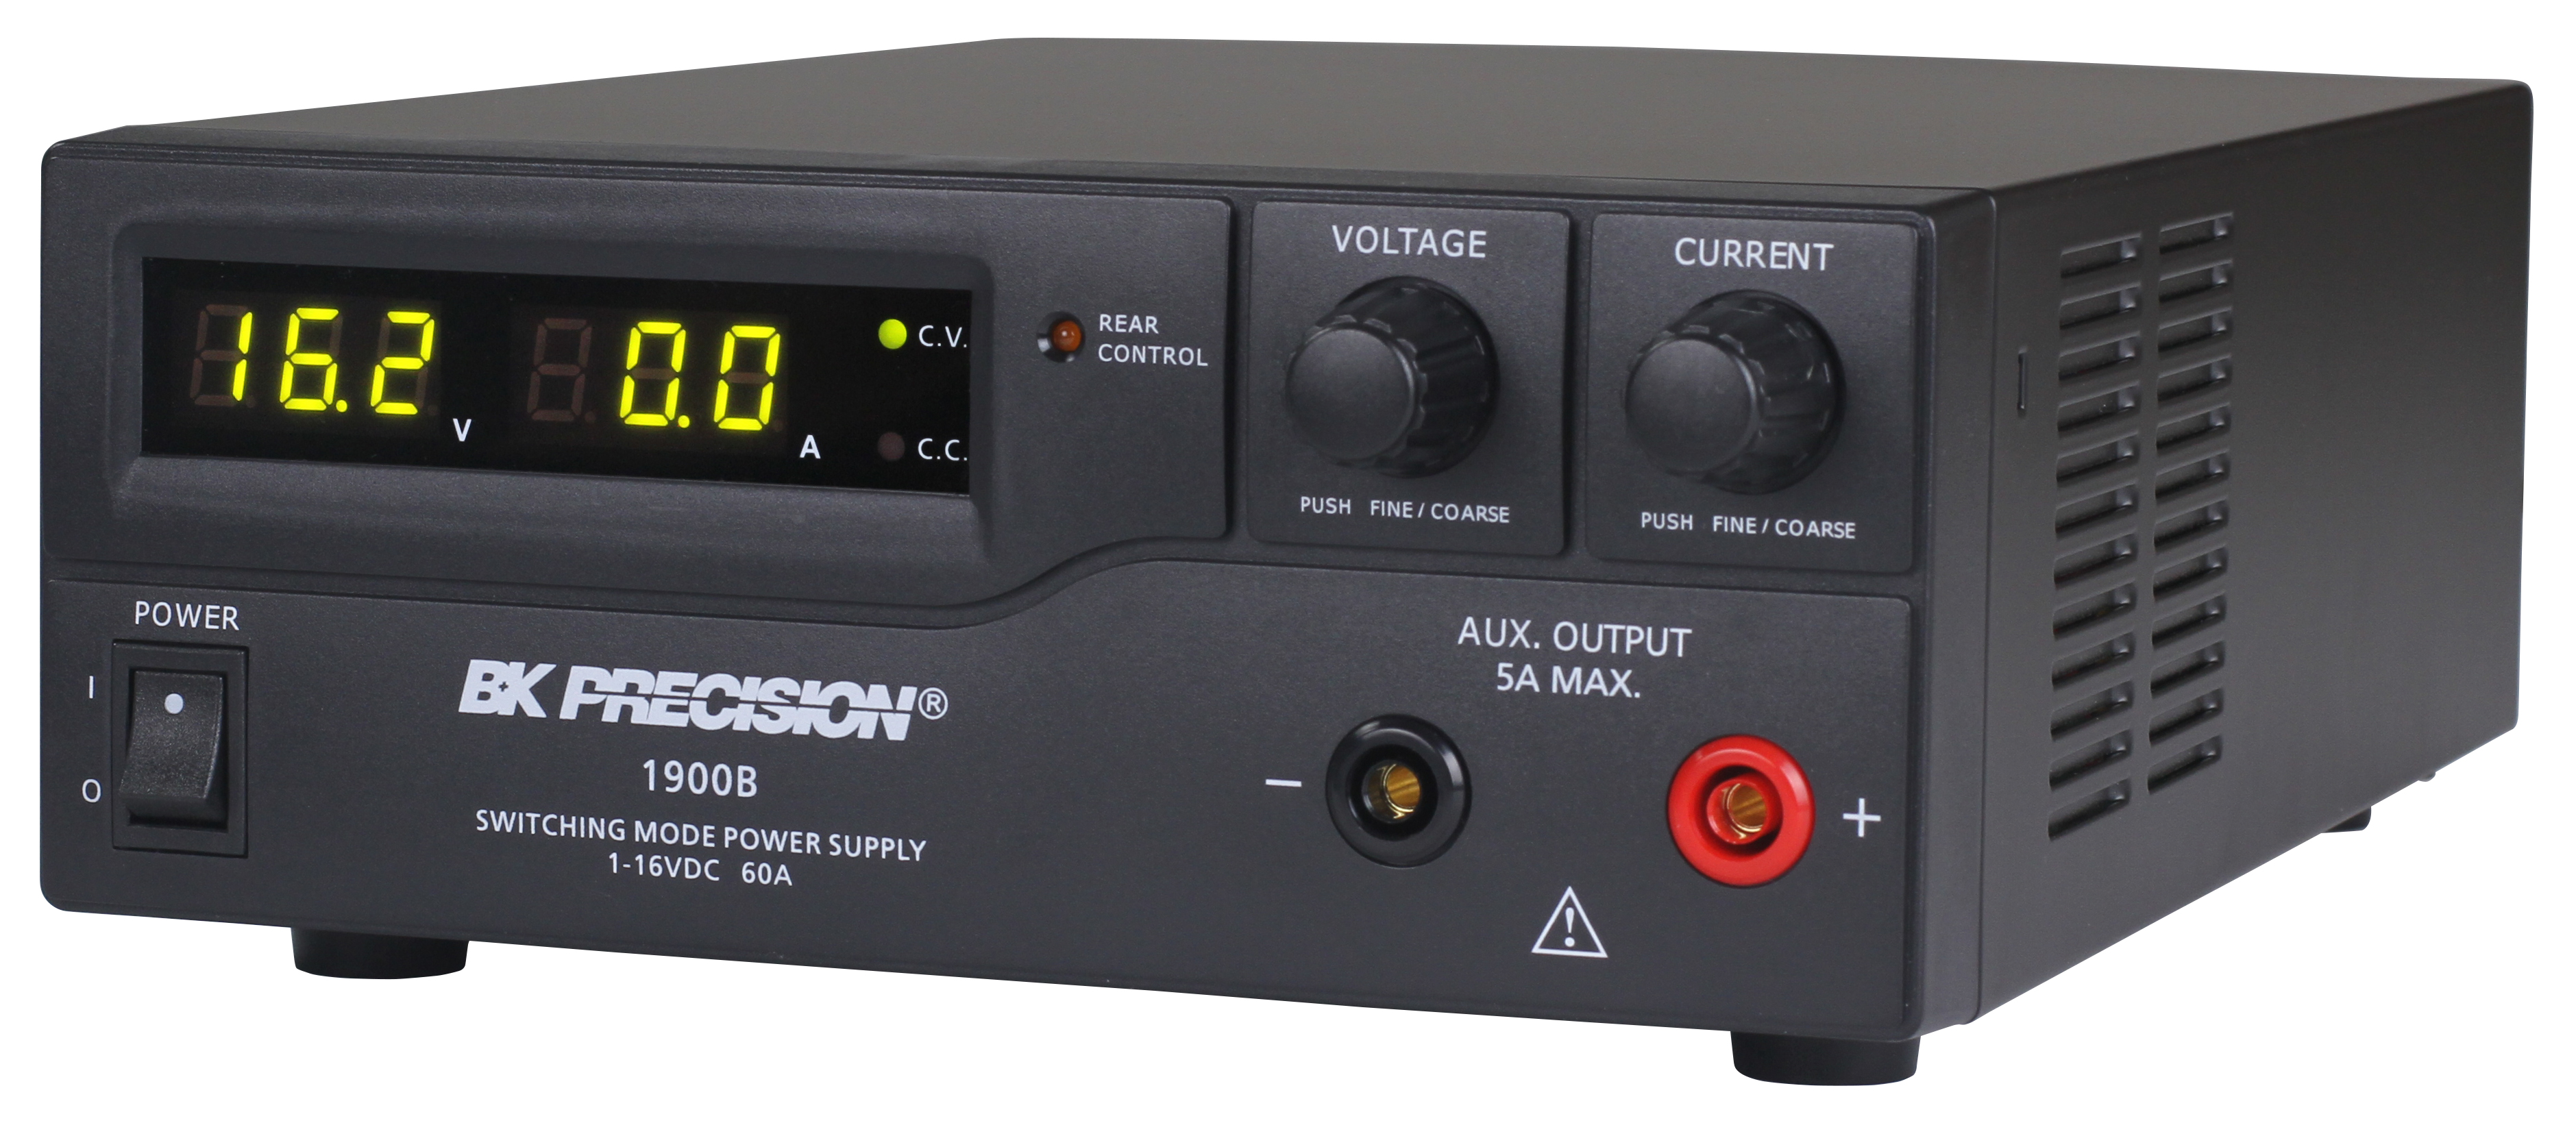 16.2 V
0.0 A
C.V.
C.C.
REAR
CONTROL
VOLTAGE
PUSH FINE / COARSE
CURRENT
PUSH FINE / COARSE
POWER
I
O
BK PRECISION®
1900B
SWITCHING MODE POWER SUPPLY
1-16VDC 60A
AUX. OUTPUT
5A MAX.
− +
!